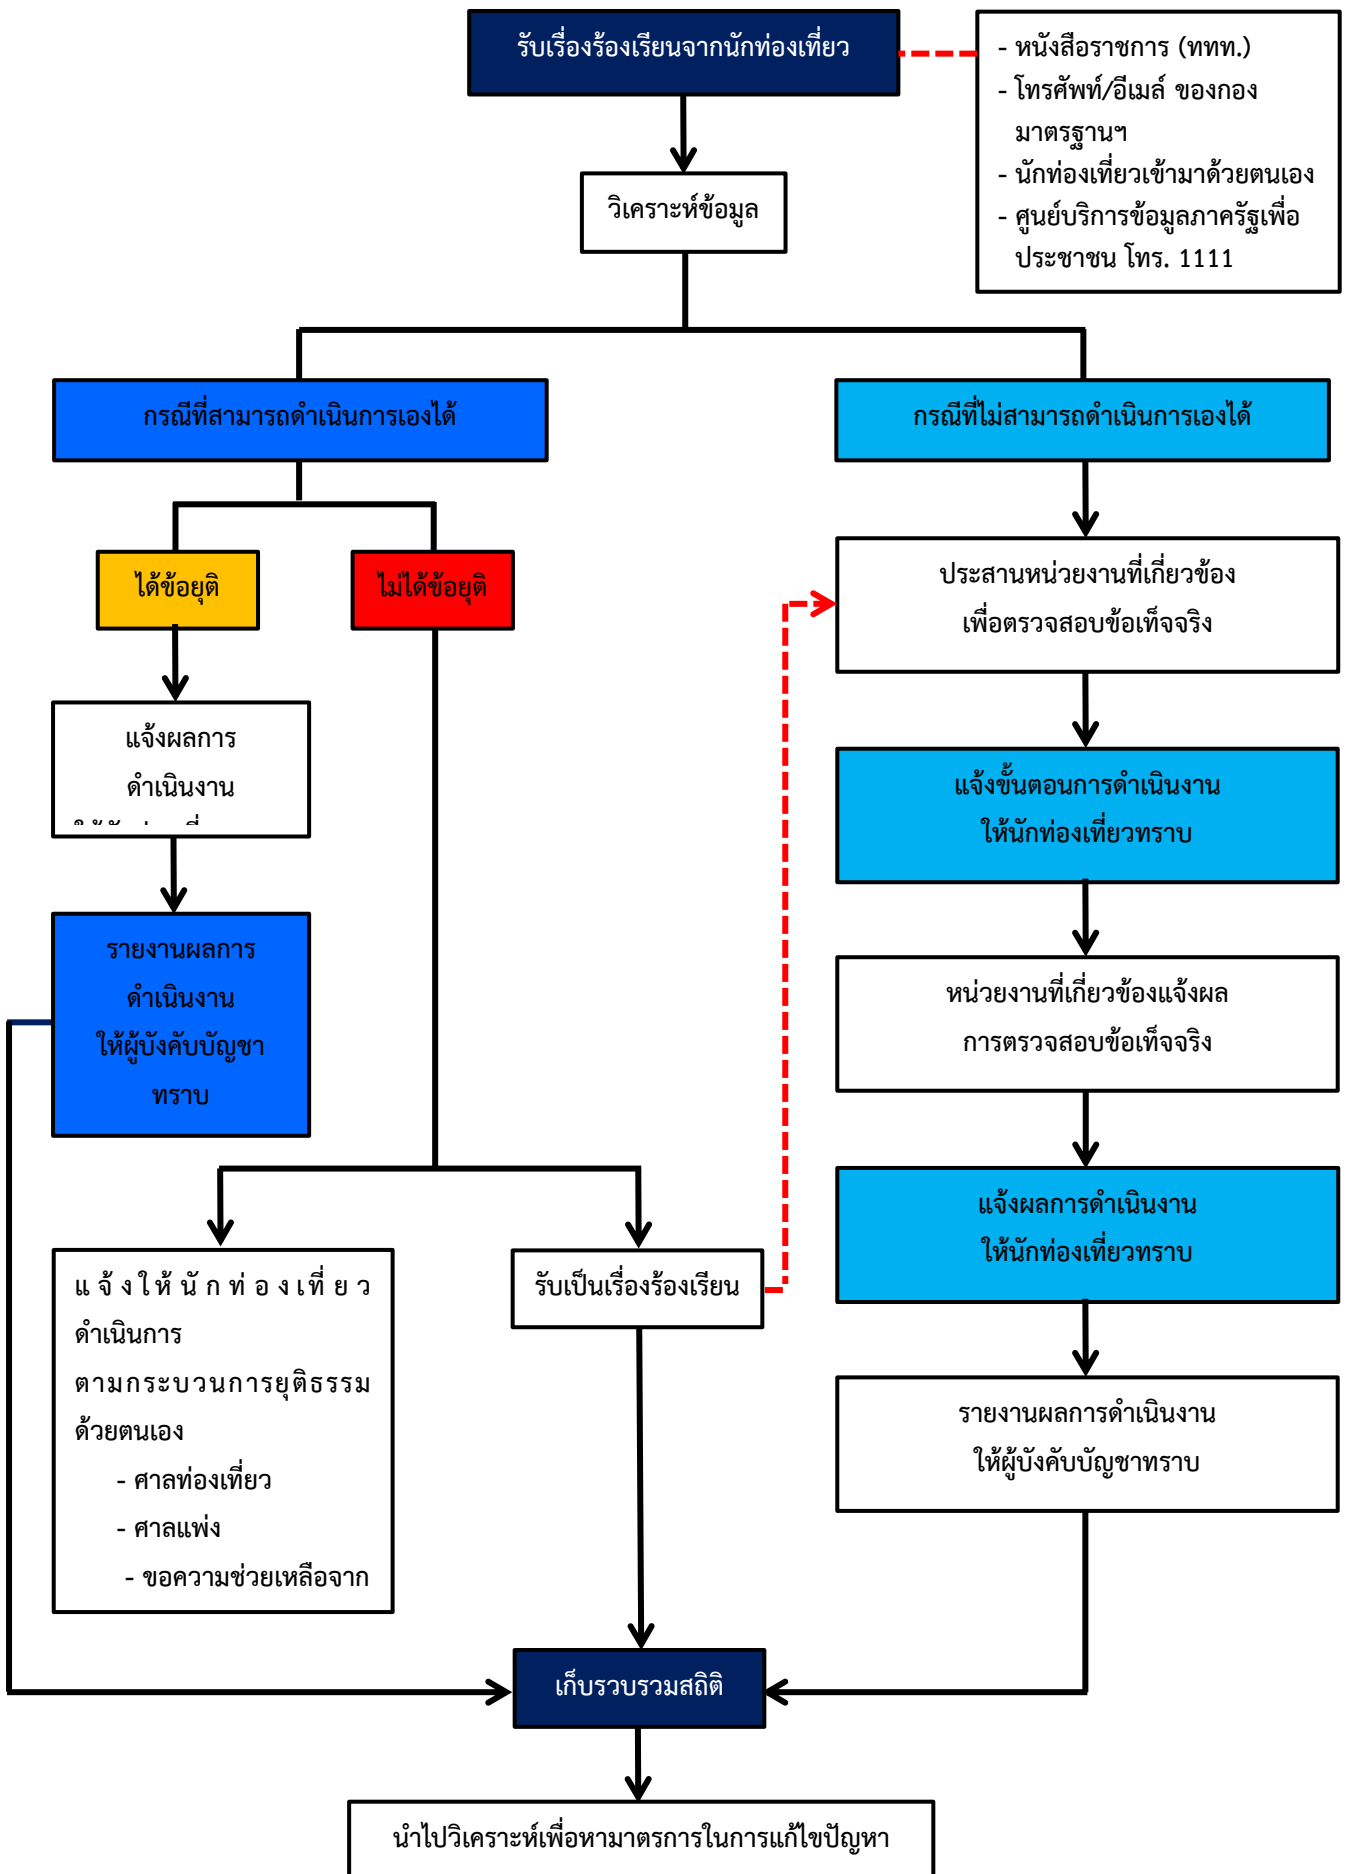 รับเรื่องร้องเรียนจากนักท่องเที่ยว
- หนังสือราชการ (ททท.)
- โทรศัพท์/อีเมล์ ของกอง
มาตรฐานฯ
- นักท่องเที่ยวเข้ามาด้วยตนเอง
- ศูนย์บริการข้อมูลภาครัฐเพื่อ
ประชาชน โทร. 1111
วิเคราะห์ข้อมูล
กรณีที่สามารถดำเนินการเองได้
กรณีที่ไม่สามารถดำเนินการเองได้
ได้ข้อยุติ
ไม่ได้ข้อยุติ
ประสานหน่วยงานที่เกี่ยวข้อง
เพื่อตรวจสอบข้อเท็จจริง
แจ้งผลการ
ดำเนินงาน
แจ้งขั้นตอนการดำเนินงาน
ให้นักท่องเที่ยวทราบ
รายงานผลการ
ดำเนินงาน
ให้ผู้บังคับบัญชา
ทราบ
หน่วยงานที่เกี่ยวข้องแจ้งผล
การตรวจสอบข้อเท็จจริง
แจ้งผลการดำเนินงาน
ให้นักท่องเที่ยวทราบ
แจ้งให้นักท่องเที่ยว
ดำเนินการ
ตามกระบวนการยุติธรรม
ด้วยตนเอง
- ศาลท่องเที่ยว
- ศาลแพ่ง
- ขอความช่วยเหลือจาก
รับเป็นเรื่องร้องเรียน
รายงานผลการดำเนินงาน
ให้ผู้บังคับบัญชาทราบ
เก็บรวบรวมสถิติ
นำไปวิเคราะห์เพื่อหามาตรการในการแก้ไขปัญหา